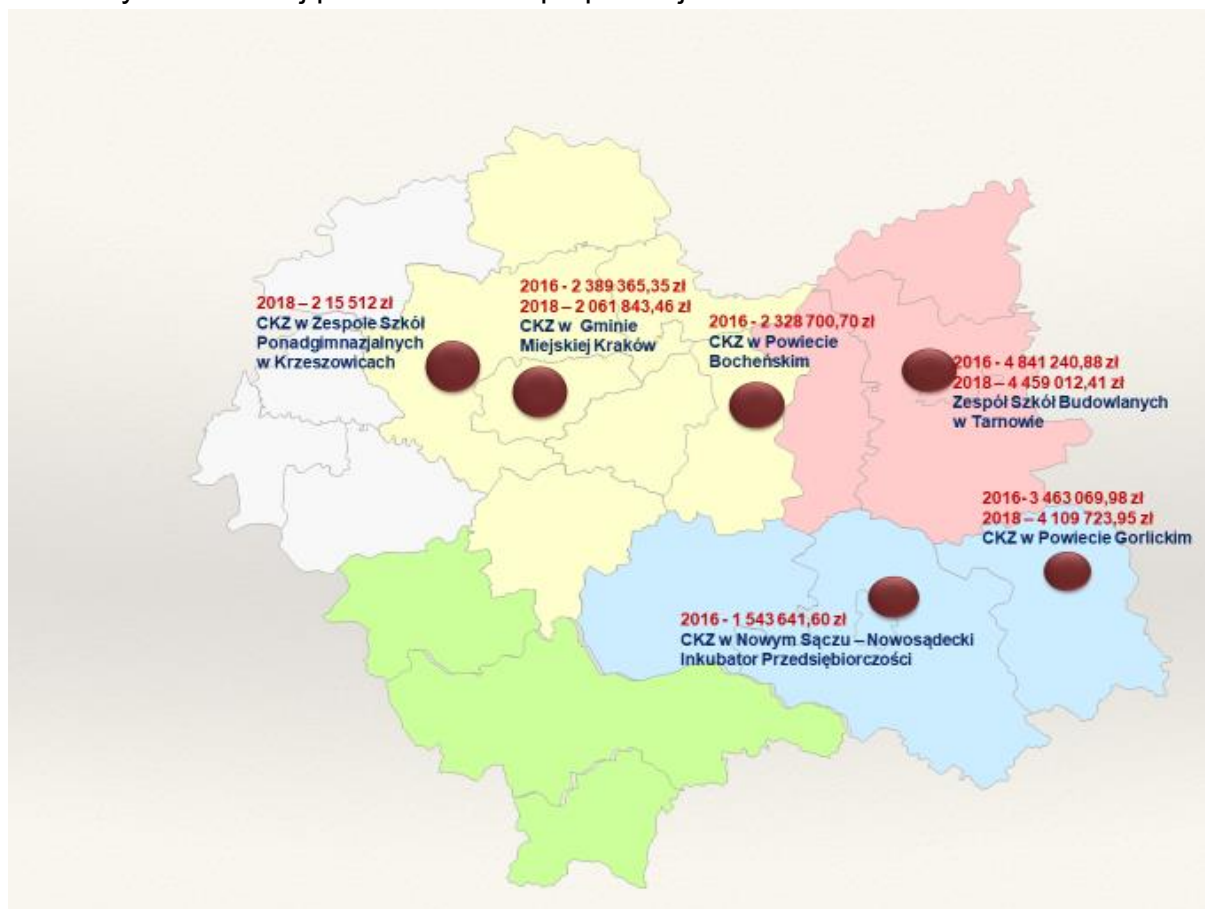 2018 – 2 15 512 zł
CKZ w Zespole Szkół
Ponadgimnazjalnych
w Krzeszowicach
2016 - 2 389 365,35 zł
2018 – 2 061 843,46 zł
CKZ w Gminie
Miejskiej Kraków
2016 - 2 328 700,70 zł
CKZ w Powiecie
Bocheńskim
2016 - 4 841 240,88 zł
2018 – 4 459 012,41 zł
Zespół Szkół Budowlanych
w Tarnowie
2016- 3 463 069,98 zł
2018 – 4 109 723,95 zł
CKZ w Powiecie Gorlickim
2016 - 1 543 641,60 zł
CKZ w Nowym Sączu – Nowosądecki
Inkubator Przedsiębiorczości